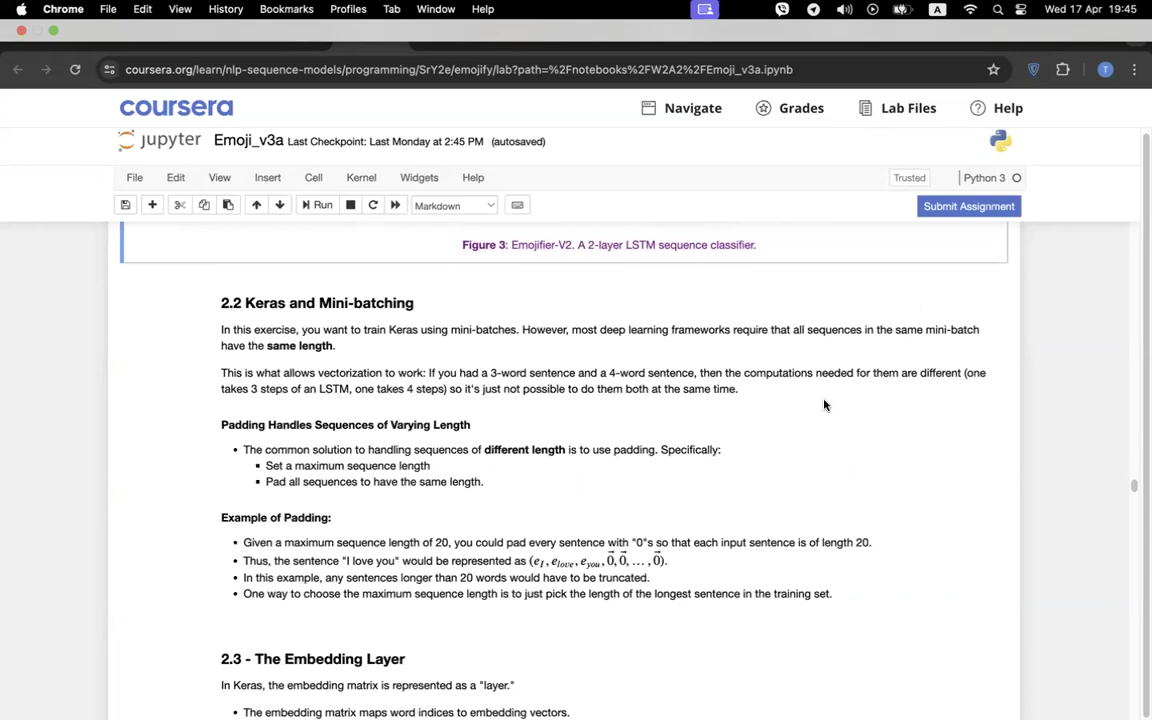 Chrome File Edit View History Bookmarks Profiles Tab Window Help A Wed 17 Apr 19:45
coursera.org/learn/nlp-sequence-models/programming/SrY2e/emojify/lab?path=%2Fnotebooks%2FW2A2%2FEmoji_v3a.ipynb T
coursera Navigate Grades Lab Files Help
jupyter Emoji_v3a Last Checkpoint: Last Monday at 2:45 PM (autosaved)
File Edit View Insert Cell Kernel Widgets Help Trusted Python 3
Run Markdown Submit Assignment
Figure 3: Emojifier-V2. A 2-layer LSTM sequence classifier.
2.2 Keras and Mini-batching
In this exercise, you want to train Keras using mini-batches. However, most deep learning frameworks require that all sequences in the same mini-batch
have the same length.
This is what allows vectorization to work: If you had a 3-word sentence and a 4-word sentence, then the computations needed for them are different (one
takes 3 steps of an LSTM, one takes 4 steps) so it's just not possible to do them both at the same time.
Padding Handles Sequences of Varying Length
• The common solution to handling sequences of different length is to use padding. Specifically:
▪ Set a maximum sequence length
▪ Pad all sequences to have the same length.
Example of Padding:
• Given a maximum sequence length of 20, you could pad every sentence with "0"s so that each input sentence is of length 20.
• Thus, the sentence "I love you" would be represented as (e_I, e_love, e_you, 0⃗, 0⃗, …, 0⃗).
• In this example, any sentences longer than 20 words would have to be truncated.
• One way to choose the maximum sequence length is to just pick the length of the longest sentence in the training set.
2.3 - The Embedding Layer
In Keras, the embedding matrix is represented as a "layer."
• The embedding matrix maps word indices to embedding vectors.